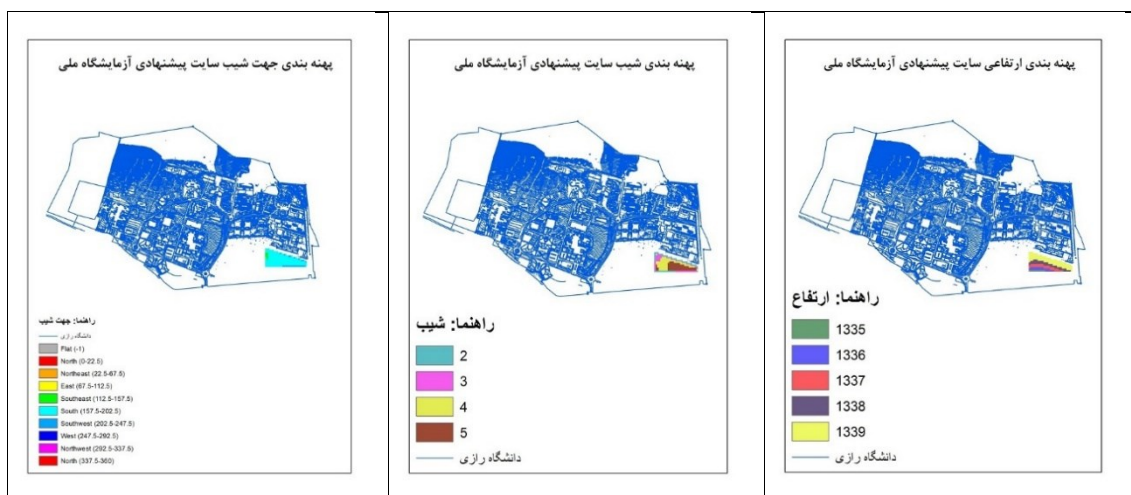 پهنه بندی جهت شیب سایت پیشنهادی آزمایشگاه ملی
راهنما: جهت شیب
دانشگاه رازی
Flat (-1)
North (0-22.5)
Northeast (22.5-67.5)
East (67.5-112.5)
Southeast (112.5-157.5)
South (157.5-202.5)
Southwest (202.5-247.5)
West (247.5-292.5)
Northwest (292.5-337.5)
North (337.5-360)
پهنه بندی شیب سایت پیشنهادی آزمایشگاه ملی
راهنما: شیب
2
3
4
5
دانشگاه رازی
پهنه بندی ارتفاعی سایت پیشنهادی آزمایشگاه ملی
راهنما: ارتفاع
1335
1336
1337
1338
1339
دانشگاه رازی